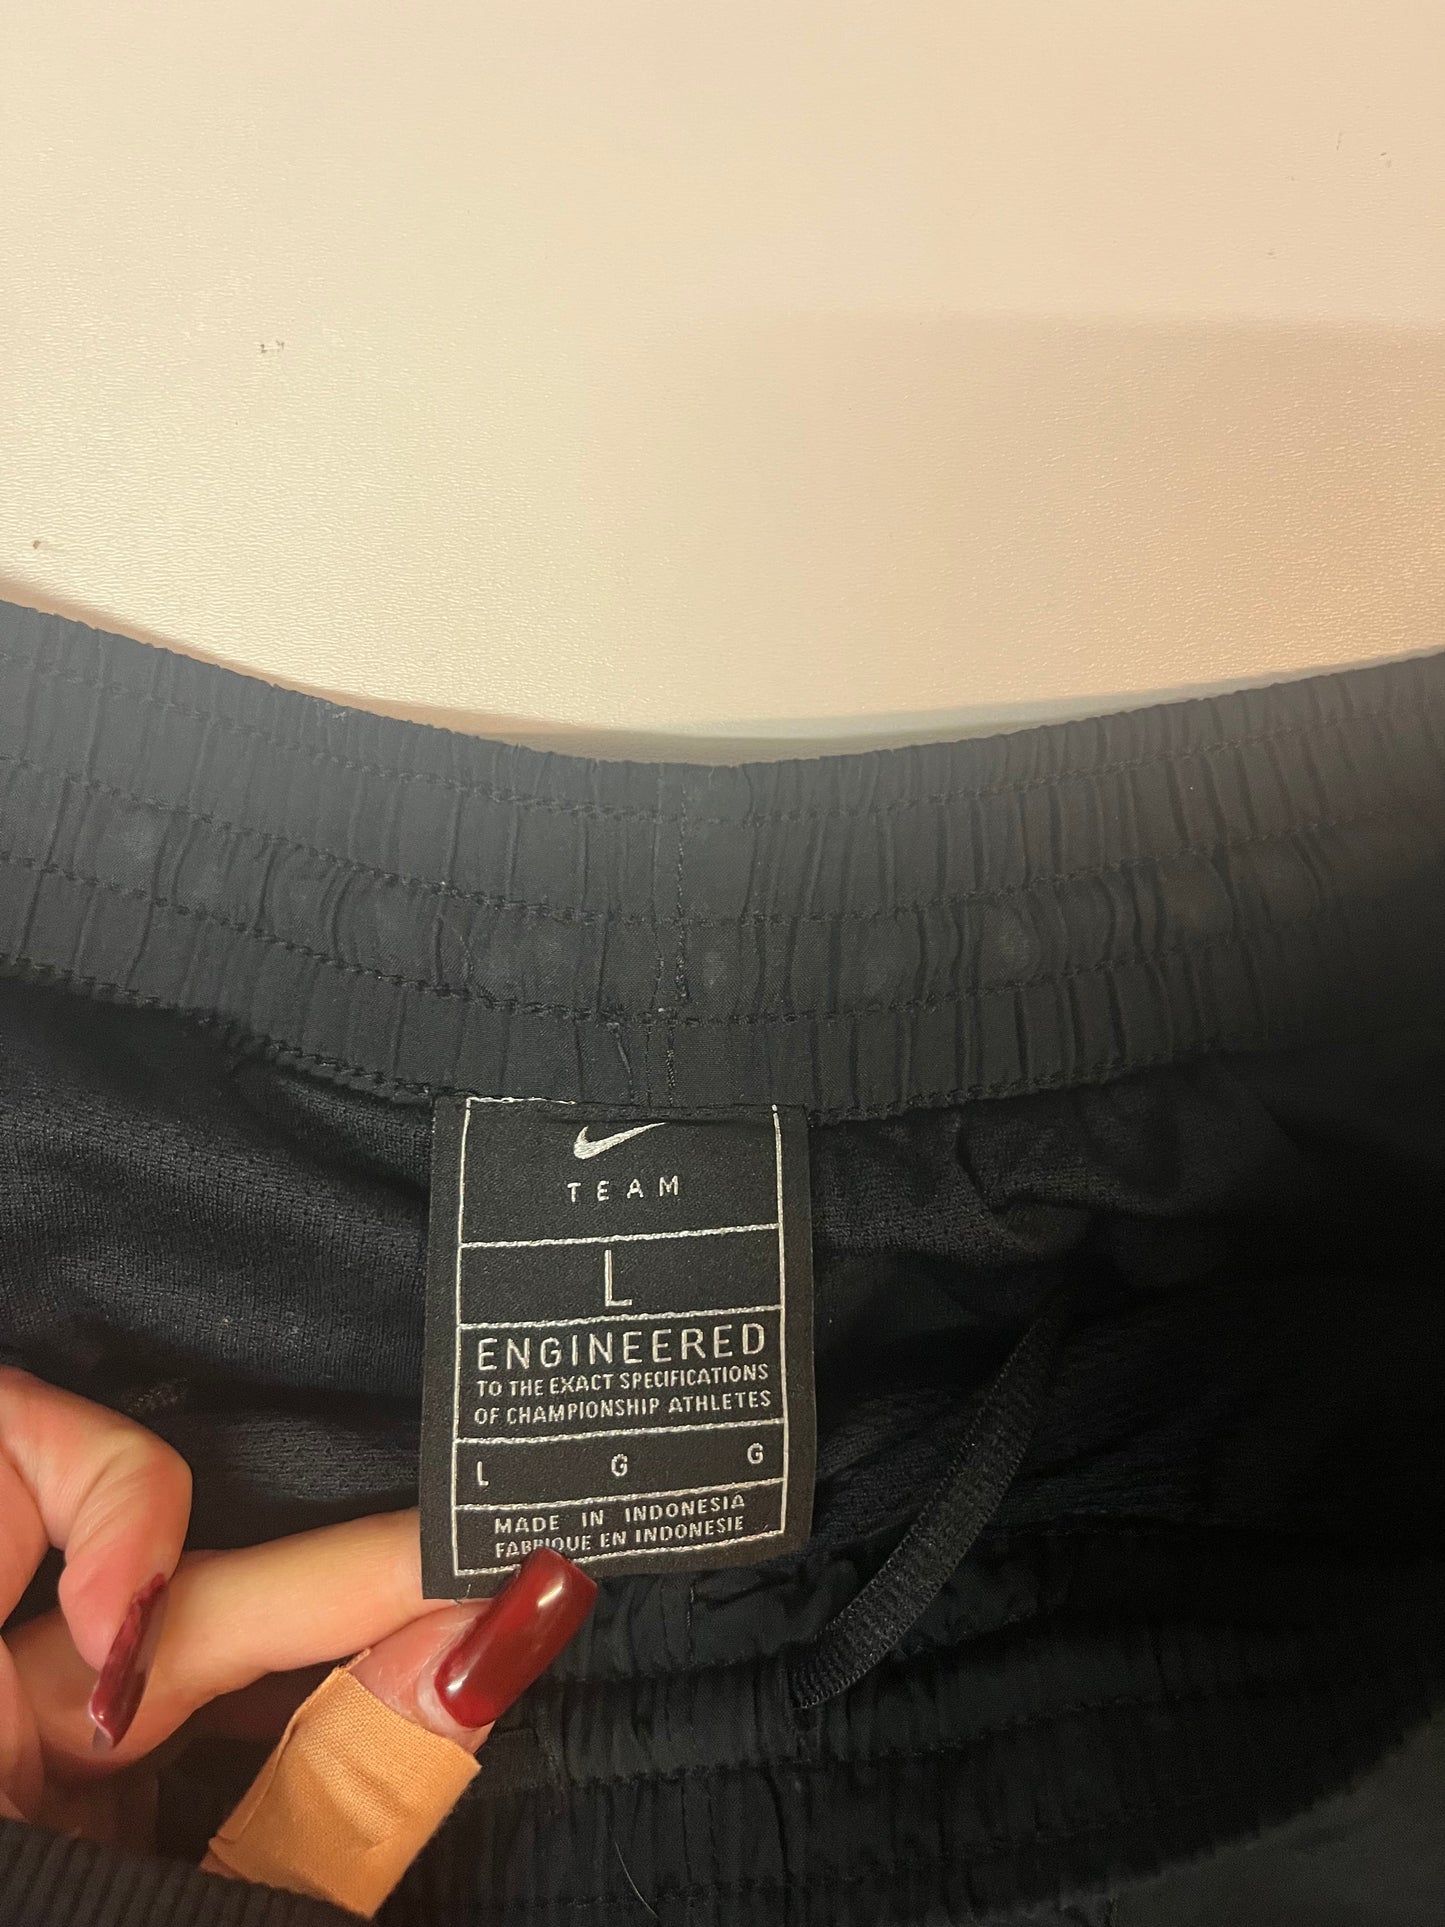 TEAM
L
ENGINEERED
TO THE EXACT SPECIFICATIONS
OF CHAMPIONSHIP ATHLETES
L G G
MADE IN INDONESIA
FABRIQUE EN INDONESIE